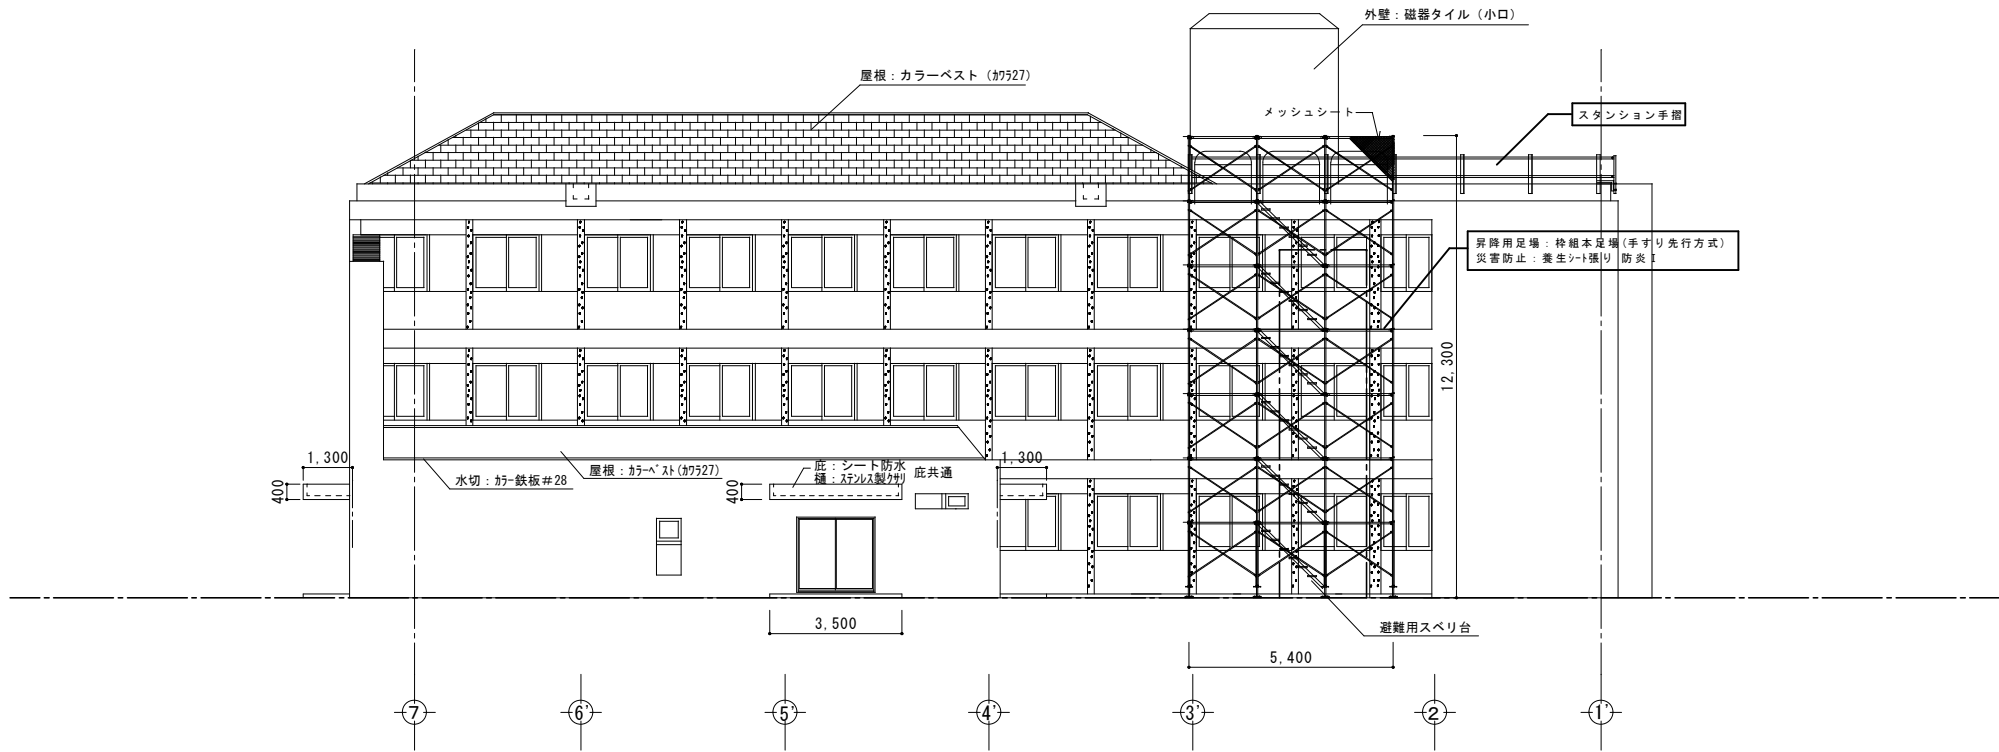 外壁：磁器タイル（小口）
屋根：カラーベスト（ｶﾜﾗ27）
メッシュシート
スタンション手摺
昇降用足場：枠組本足場(手すり先行方式)
災害防止：養生ｼｰﾄ張り 防炎Ⅰ
12,300
1,300
400
水切：ｶﾗｰ鉄板＃28
屋根：ｶﾗｰﾍﾞｽﾄ(ｶﾜﾗ27)
庇：シート防水
樋：ｽﾃﾝﾚｽ製ｸｻﾘ
庇共通
400
1,300
3,500
避難用スベリ台
5,400
7
6'
5'
4'
3'
2
1'